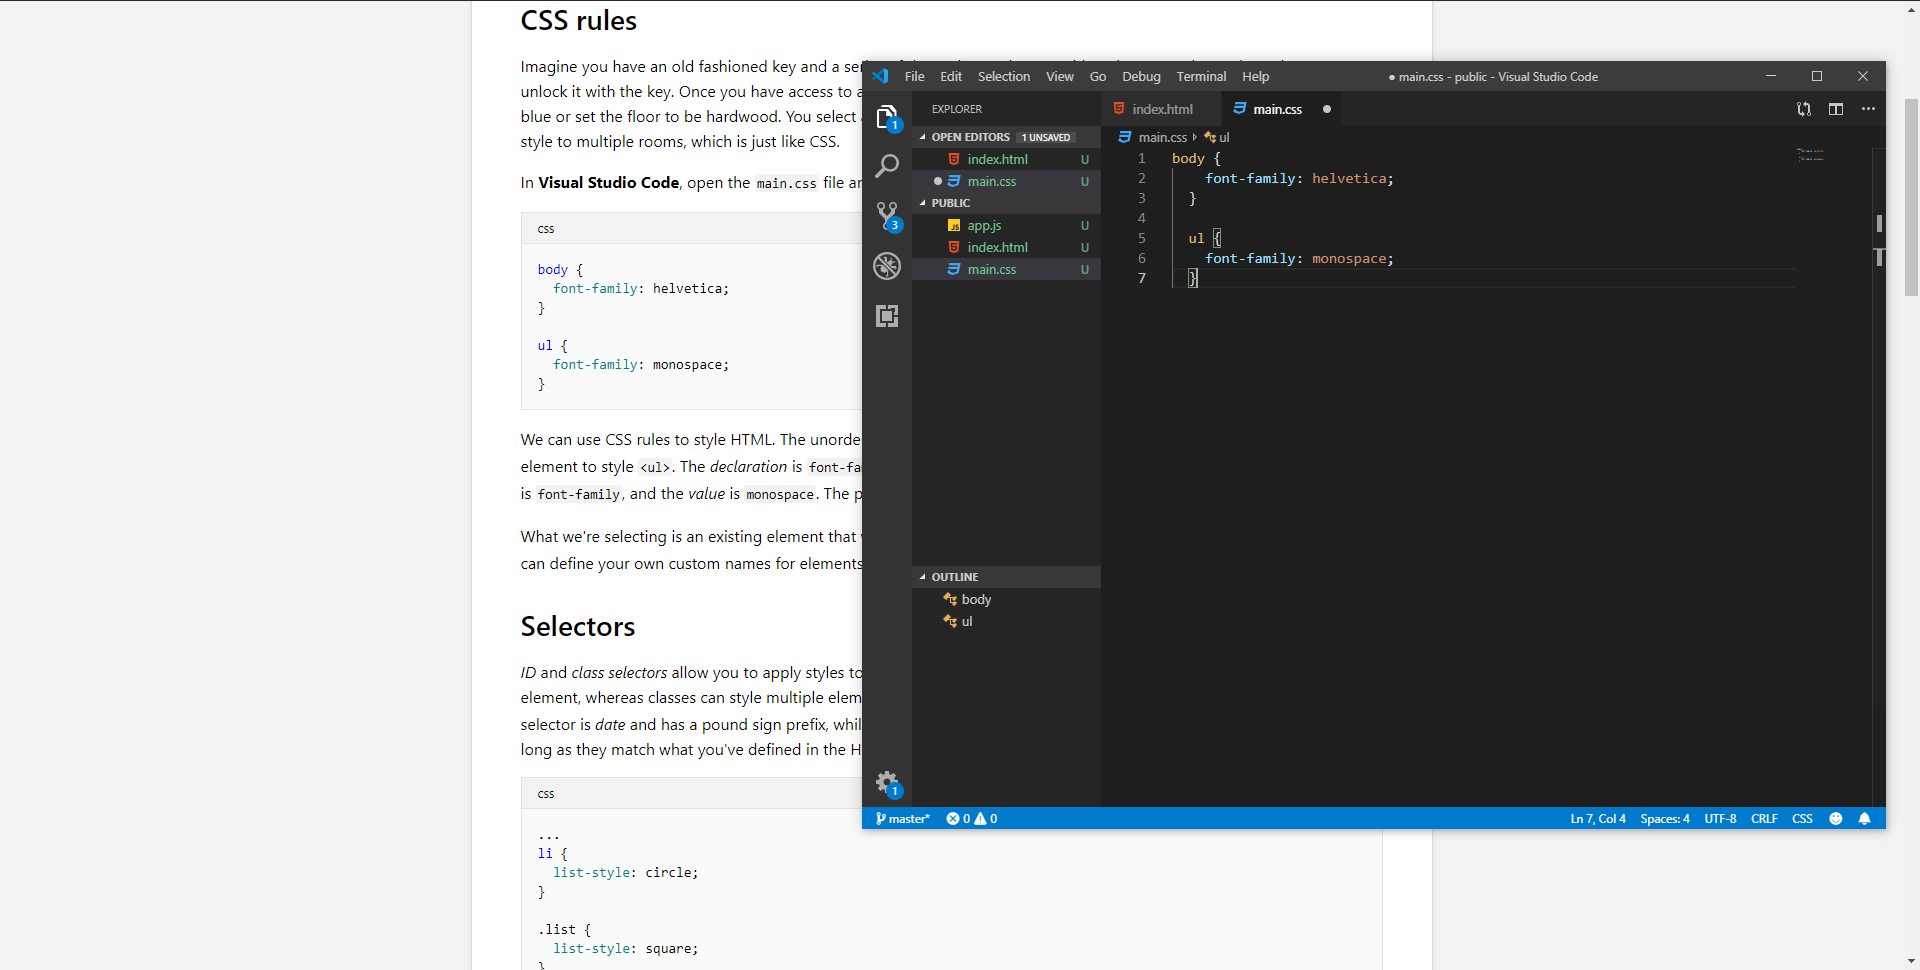 CSS rules
Imagine you have an old fashioned key and a
unlock it with the key. Once you have access to
blue or set the floor to be hardwood. You select
style to multiple rooms, which is just like CSS.
In Visual Studio Code, open the main.css file
css
body {
font-family: helvetica;
}
ul {
font-family: monospace;
}
We can use CSS rules to style HTML. The
element to style <ul>. The declaration is
is font-family, and the value is monospace. The
What we're selecting is an existing element that
can define your own custom names for elements
Selectors
ID and class selectors allow you to apply styles to
element, whereas classes can style multiple
selector is date and has a pound sign prefix,
long as they match what you've defined in the
css
...
li {
list-style: circle;
}
.list {
list-style: square;
}
File Edit Selection View Go Debug Terminal Help
● main.css - public - Visual Studio Code
1
3
1
EXPLORER
OPEN EDITORS 1 UNSAVED
index.html U
main.css U
PUBLIC
app.js U
index.html U
main.css U
OUTLINE
body
ul
index.html
main.css
main.css ul
1 body {
2 font-family: helvetica;
3 }
4
5 ul {
6 font-family: monospace;
7 }
master* 0 0
Ln 7, Col 4 Spaces: 4 UTF-8 CRLF CSS